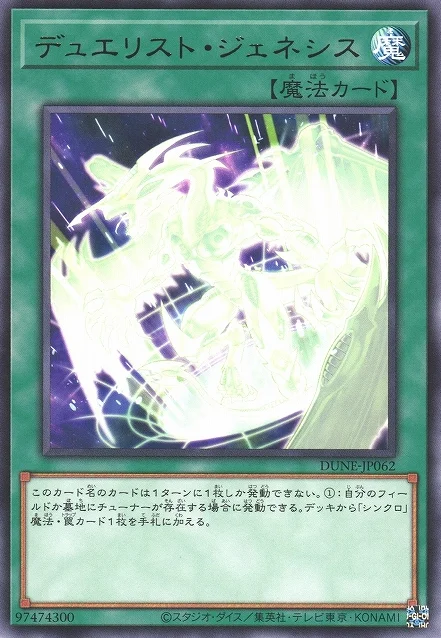 デュエリスト・ジェネシス
魔
【魔法カード】
DUNE-JP062
このカード名のカードは1ターンに1枚しか発動できない。①：自分のフィー
ルドか墓地にチューナーが存在する場合に発動できる。デッキから「シンクロ」
魔法・罠カード1枚を手札に加える。
97474300
©スタジオ・ダイス／集英社・テレビ東京・KONAMI